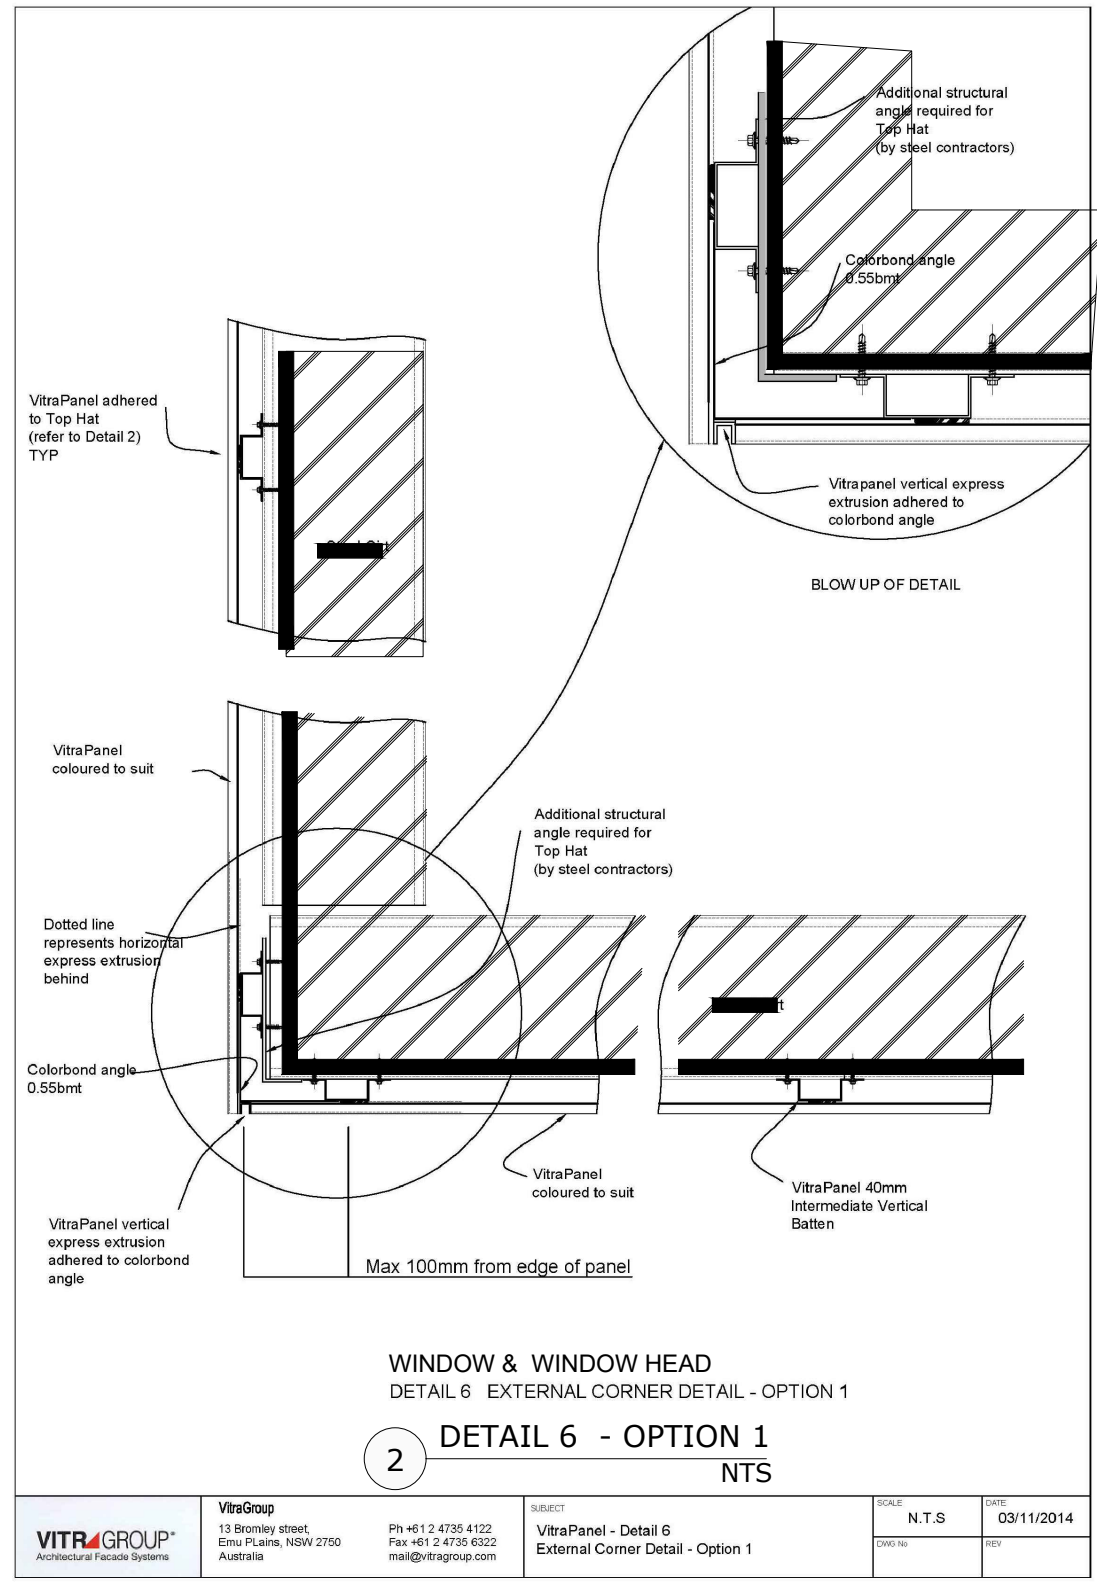 Additional structural
angle required for
Top Hat
(by steel contractors)
Colorbond angle
0.55bmt
VitraPanel adhered
to Top Hat
(refer to Detail 2)
TYP
Vitrapanel vertical express
extrusion adhered to
colorbond angle
BLOW UP OF DETAIL
VitraPanel
coloured to suit
Additional structural
angle required for
Top Hat
(by steel contractors)
Dotted line
represents horizontal
express extrusion
behind
Colorbond angle
0.55bmt
VitraPanel
coloured to suit
VitraPanel 40mm
Intermediate Vertical
Batten
VitraPanel vertical
express extrusion
adhered to colorbond
angle
Max 100mm from edge of panel
WINDOW & WINDOW HEAD
DETAIL 6 EXTERNAL CORNER DETAIL - OPTION 1
2 DETAIL 6 - OPTION 1
NTS
VITRAGROUP®
Architectural Facade Systems
VitraGroup
13 Bromley street,
Emu PLains, NSW 2750
Australia
Ph +61 2 4735 4122
Fax +61 2 4735 6322
mail@vitragroup.com
SUBJECT
VitraPanel - Detail 6
External Corner Detail - Option 1
SCALE
N.T.S
DATE
03/11/2014
DWG No
REV